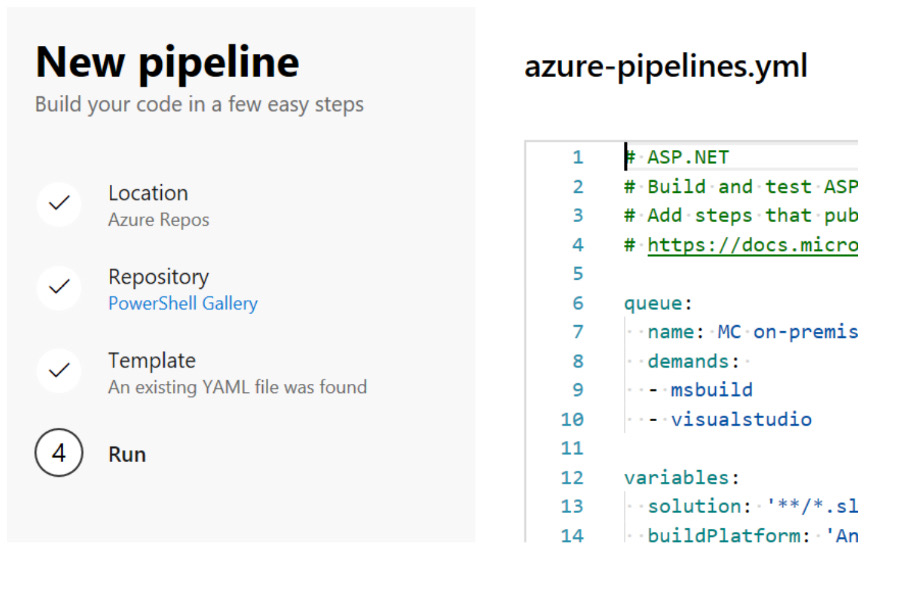 New pipeline
Build your code in a few easy steps
Location
Azure Repos
Repository
PowerShell Gallery
Template
An existing YAML file was found
4 Run
azure-pipelines.yml
1 # ASP.NET
2 # Build and test ASP
3 # Add steps that pub
4 # https://docs.micro
5
6 queue:
7   name: MC on-premis
8   demands:
9   - msbuild
10   - visualstudio
11
12 variables:
13   solution: '**/*.sl
14   buildPlatform: 'An